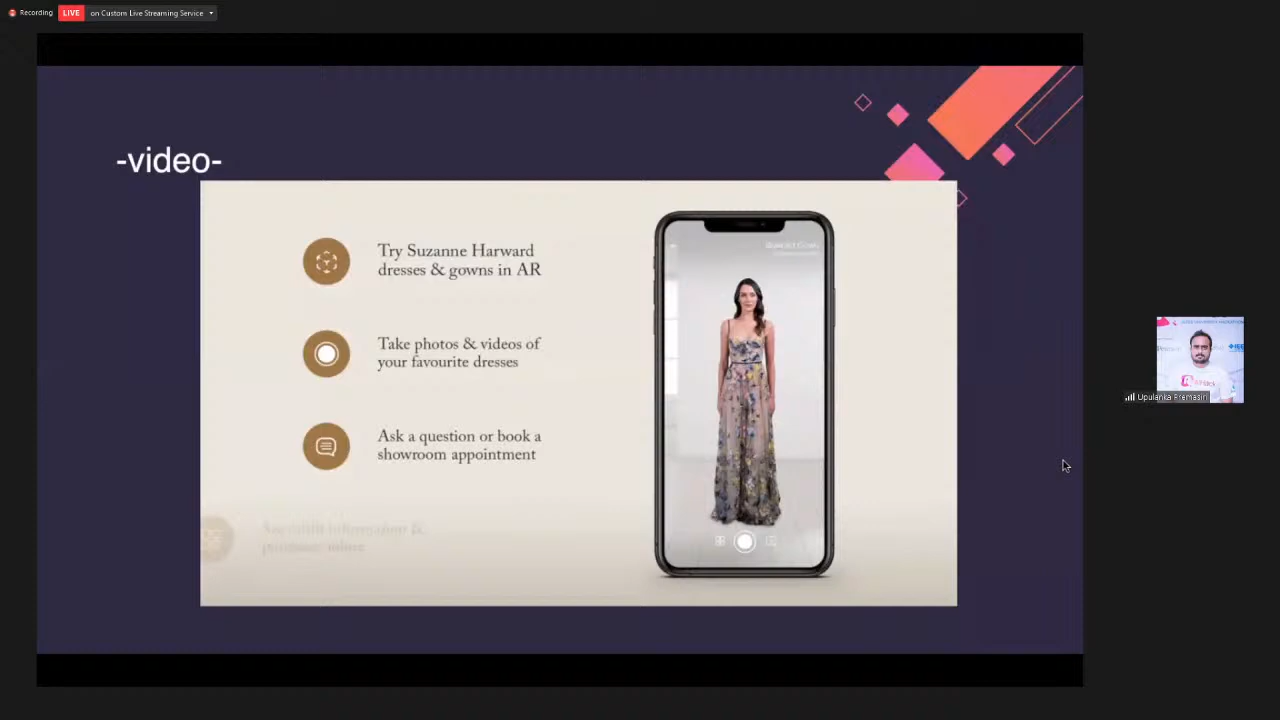 Recording
LIVE
on Custom Live Streaming Service
-video-
Try Suzanne Harward
dresses & gowns in AR
Take photos & videos of
your favourite dresses
Ask a question or book a
showroom appointment
information &
Upulanka Premasiri